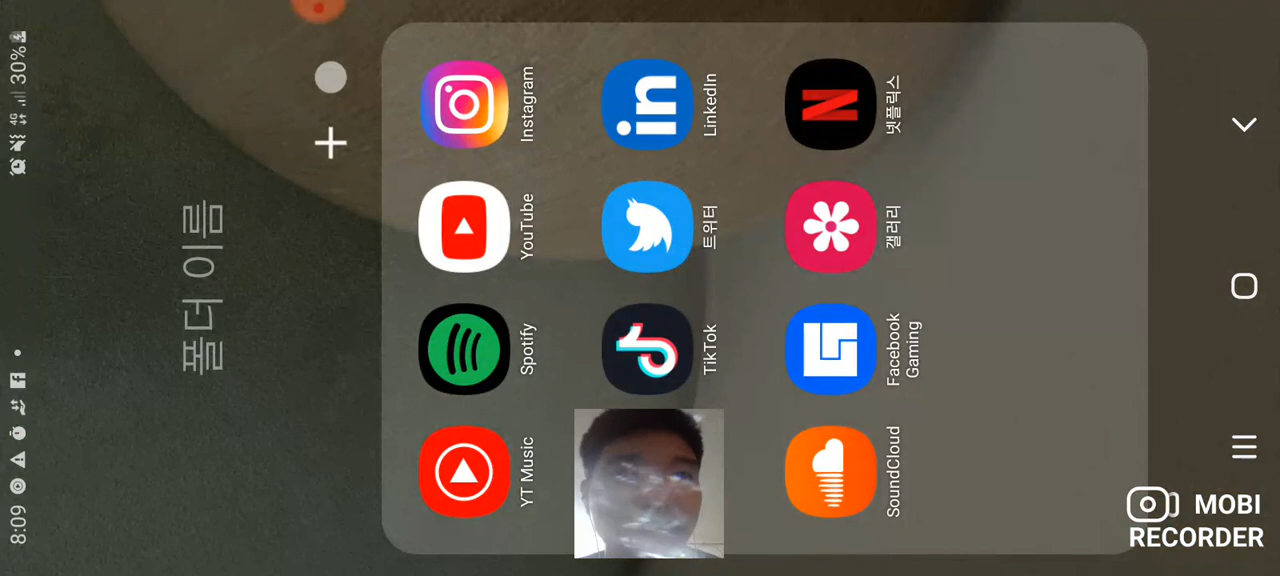 8:09
4G
30%
폴더 이름
YT Music
Spotify
YouTube
Instagram
TikTok
트위터
LinkedIn
SoundCloud
Facebook
Gaming
갤러리
넷플릭스
MOBI
RECORDER